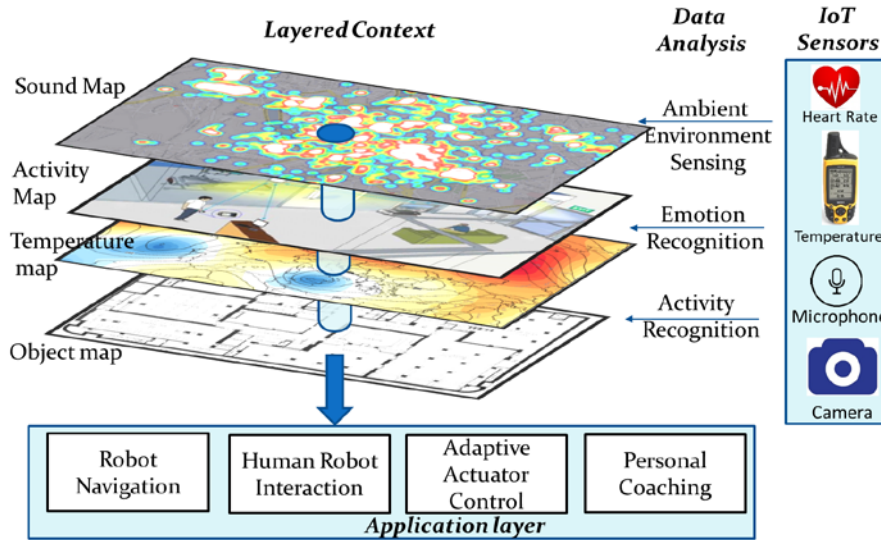 Layered Context
Data
Analysis
IoT
Sensors
Sound Map
Activity
Map
Temperature
map
Object map
Ambient
Environment
Sensing
Emotion
Recognition
Activity
Recognition
Heart Rate
Temperature
Microphone
Camera
Robot
Navigation
Human Robot
Interaction
Adaptive
Actuator
Control
Personal
Coaching
Application layer